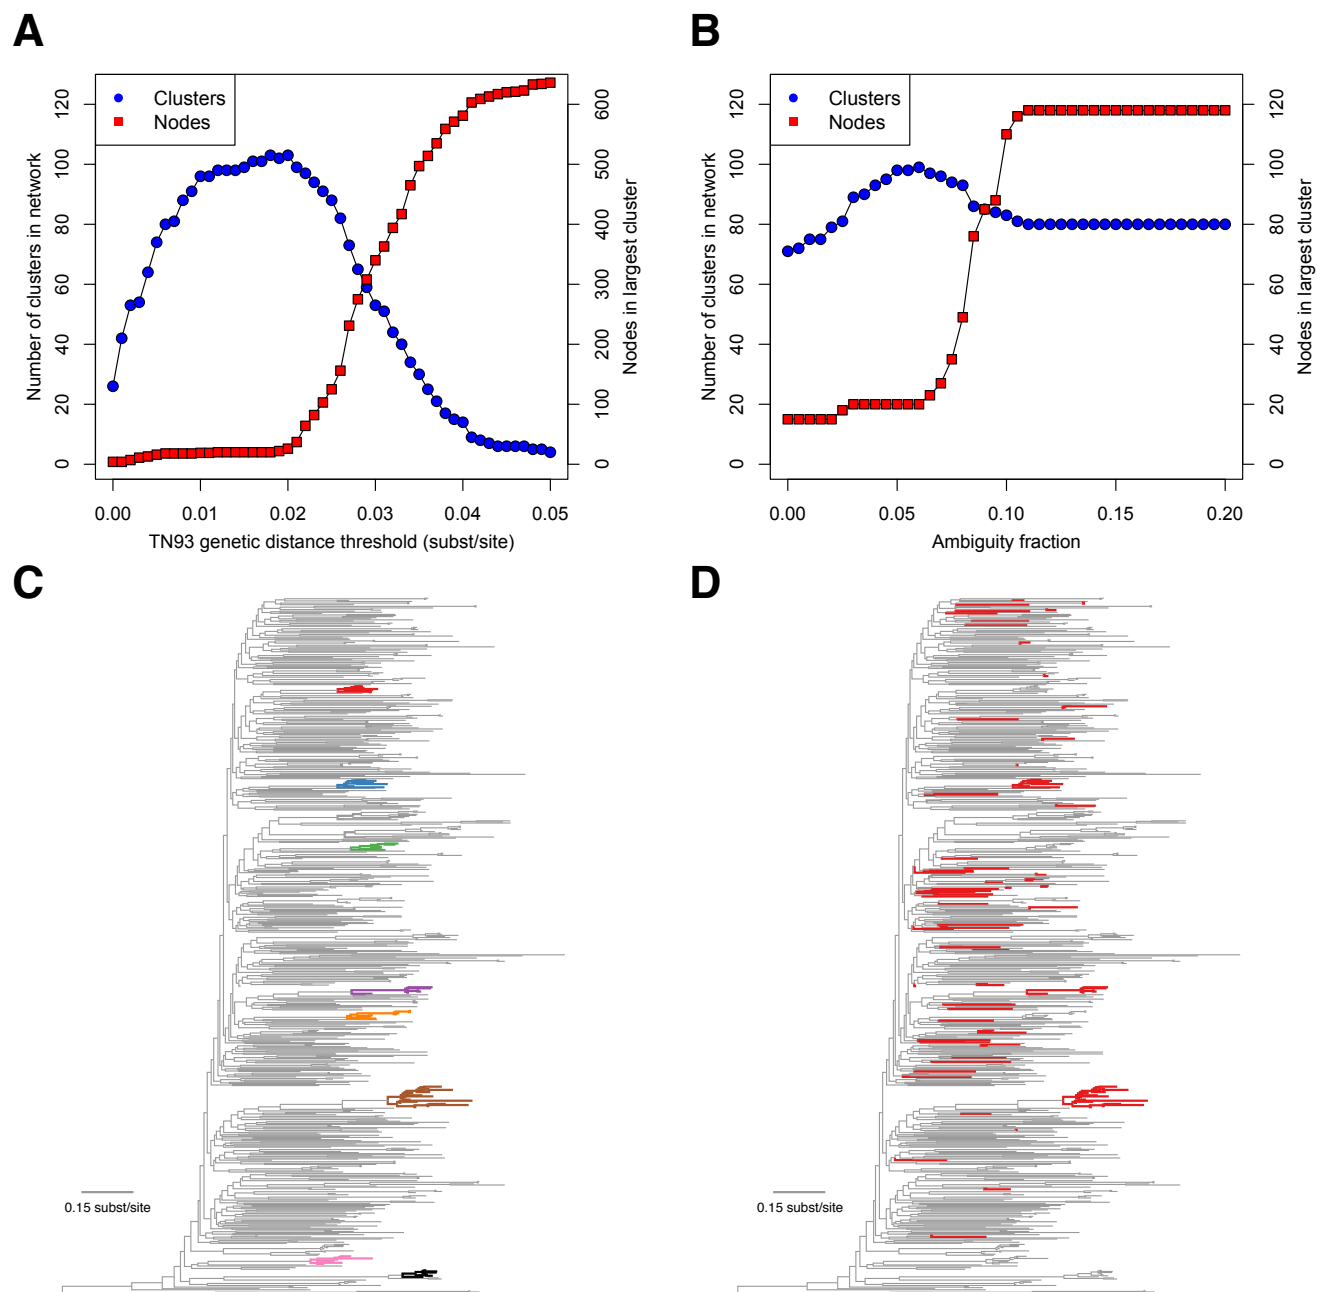 A
B
Clusters
Nodes
Clusters
Nodes
Number of clusters in network
0
20
40
60
80
100
120
Nodes in largest cluster
0
100
200
300
400
500
600
0.00
0.01
0.02
0.03
0.04
0.05
TN93 genetic distance threshold (subst/site)
Number of clusters in network
0
20
40
60
80
100
120
Nodes in largest cluster
0
20
40
60
80
100
120
0.00
0.05
0.10
0.15
0.20
Ambiguity fraction
C
D
0.15 subst/site
0.15 subst/site